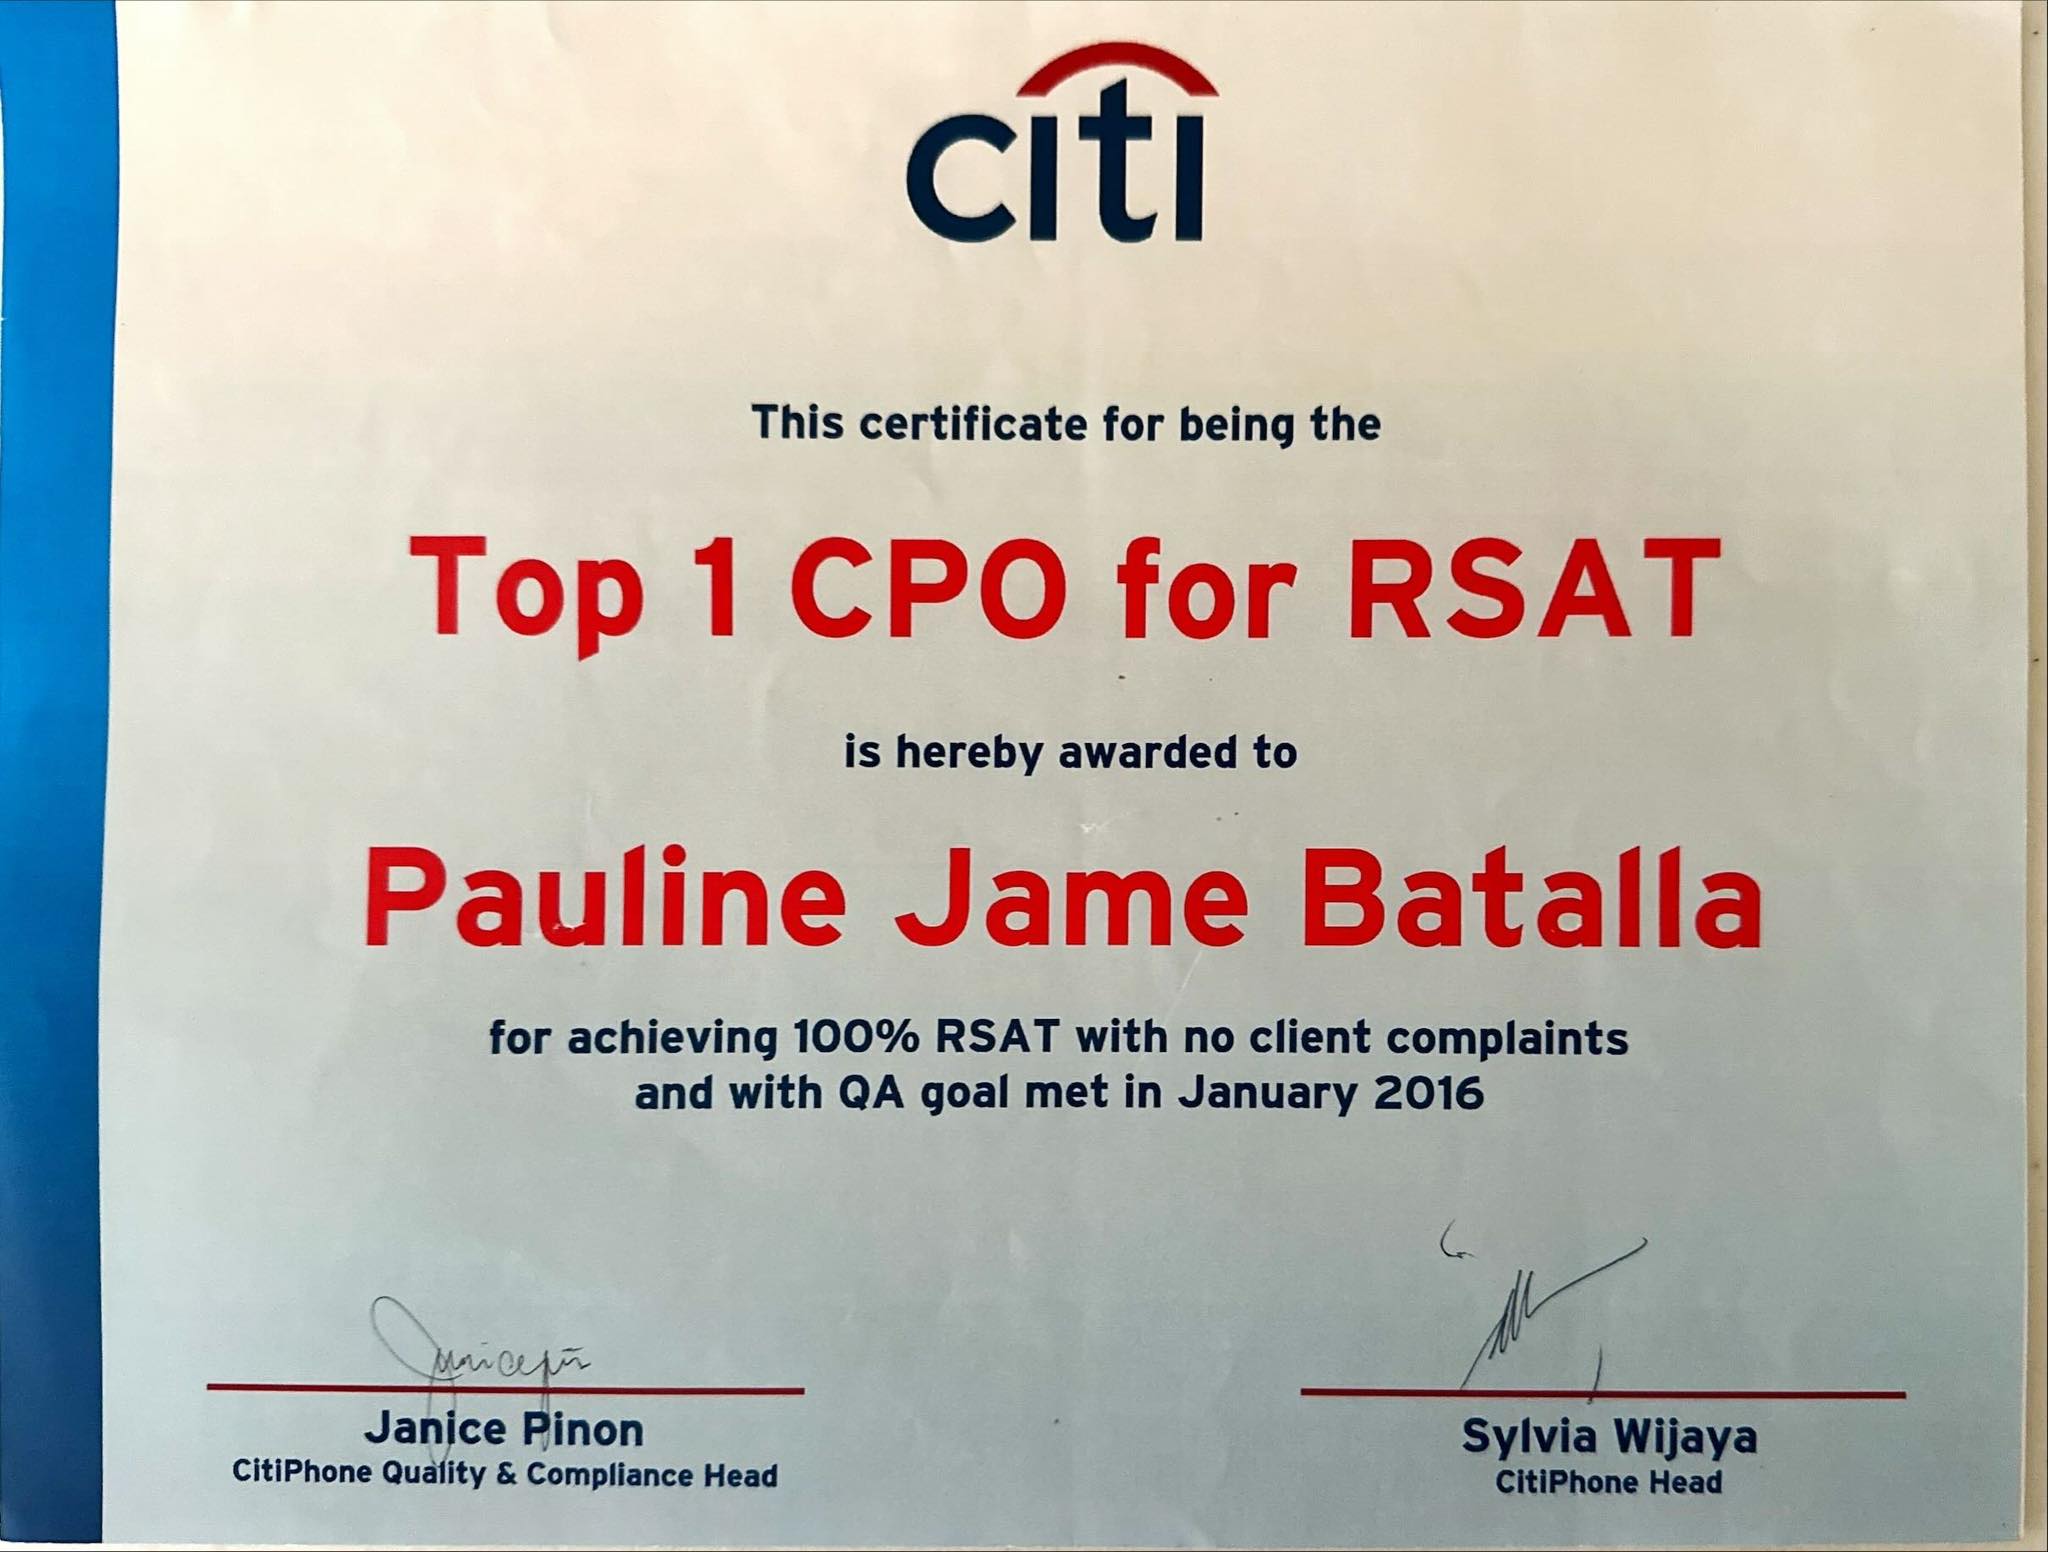 citi
This certificate for being the
Top 1 CPO for RSAT
is hereby awarded to
Pauline Jame Batalla
for achieving 100% RSAT with no client complaints
and with QA goal met in January 2016
Janice Pinon
CitiPhone Quality & Compliance Head
Sylvia Wijaya
CitiPhone Head